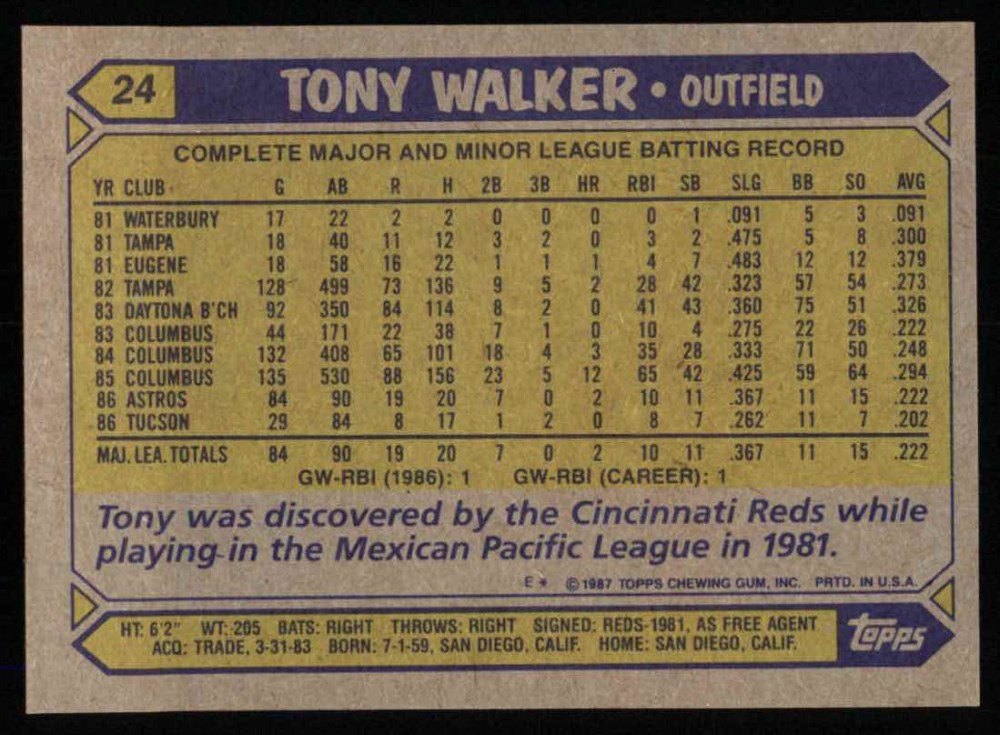 24 TONY WALKER • OUTFIELD
COMPLETE MAJOR AND MINOR LEAGUE BATTING RECORD
YR CLUB G AB R H 2B 3B HR RBI SB SLG BB SO AVG
81 WATERBURY 17 22 2 2 0 0 0 0 1 .091 5 3 .091
81 TAMPA 18 40 11 12 3 2 0 3 2 .475 5 8 .300
81 EUGENE 18 58 16 22 1 1 1 4 7 .483 12 12 .379
82 TAMPA 128 499 73 136 9 5 2 28 42 .323 57 54 .273
83 DAYTONA B'CH 92 350 84 114 8 2 0 41 43 .360 75 51 .326
83 COLUMBUS 44 171 22 38 7 1 0 10 4 .275 22 26 .222
84 COLUMBUS 132 408 65 101 18 4 3 35 28 .333 71 50 .248
85 COLUMBUS 135 530 88 156 23 5 12 65 42 .425 59 64 .294
86 ASTROS 84 90 19 20 7 0 2 10 11 .367 11 15 .222
86 TUCSON 29 84 8 17 1 2 0 8 7 .262 11 7 .202
MAJ. LEA. TOTALS 84 90 19 20 7 0 2 10 11 .367 11 15 .222
GW-RBI (1986): 1 GW-RBI (CAREER): 1
Tony was discovered by the Cincinnati Reds while
playing in the Mexican Pacific League in 1981.
E * © 1987 TOPPS CHEWING GUM, INC. PRTD. IN U.S.A.
HT: 6'2" WT: 205 BATS: RIGHT THROWS: RIGHT SIGNED: REDS-1981, AS FREE AGENT
ACQ: TRADE, 3-31-83 BORN: 7-1-59, SAN DIEGO, CALIF. HOME: SAN DIEGO, CALIF.
topps